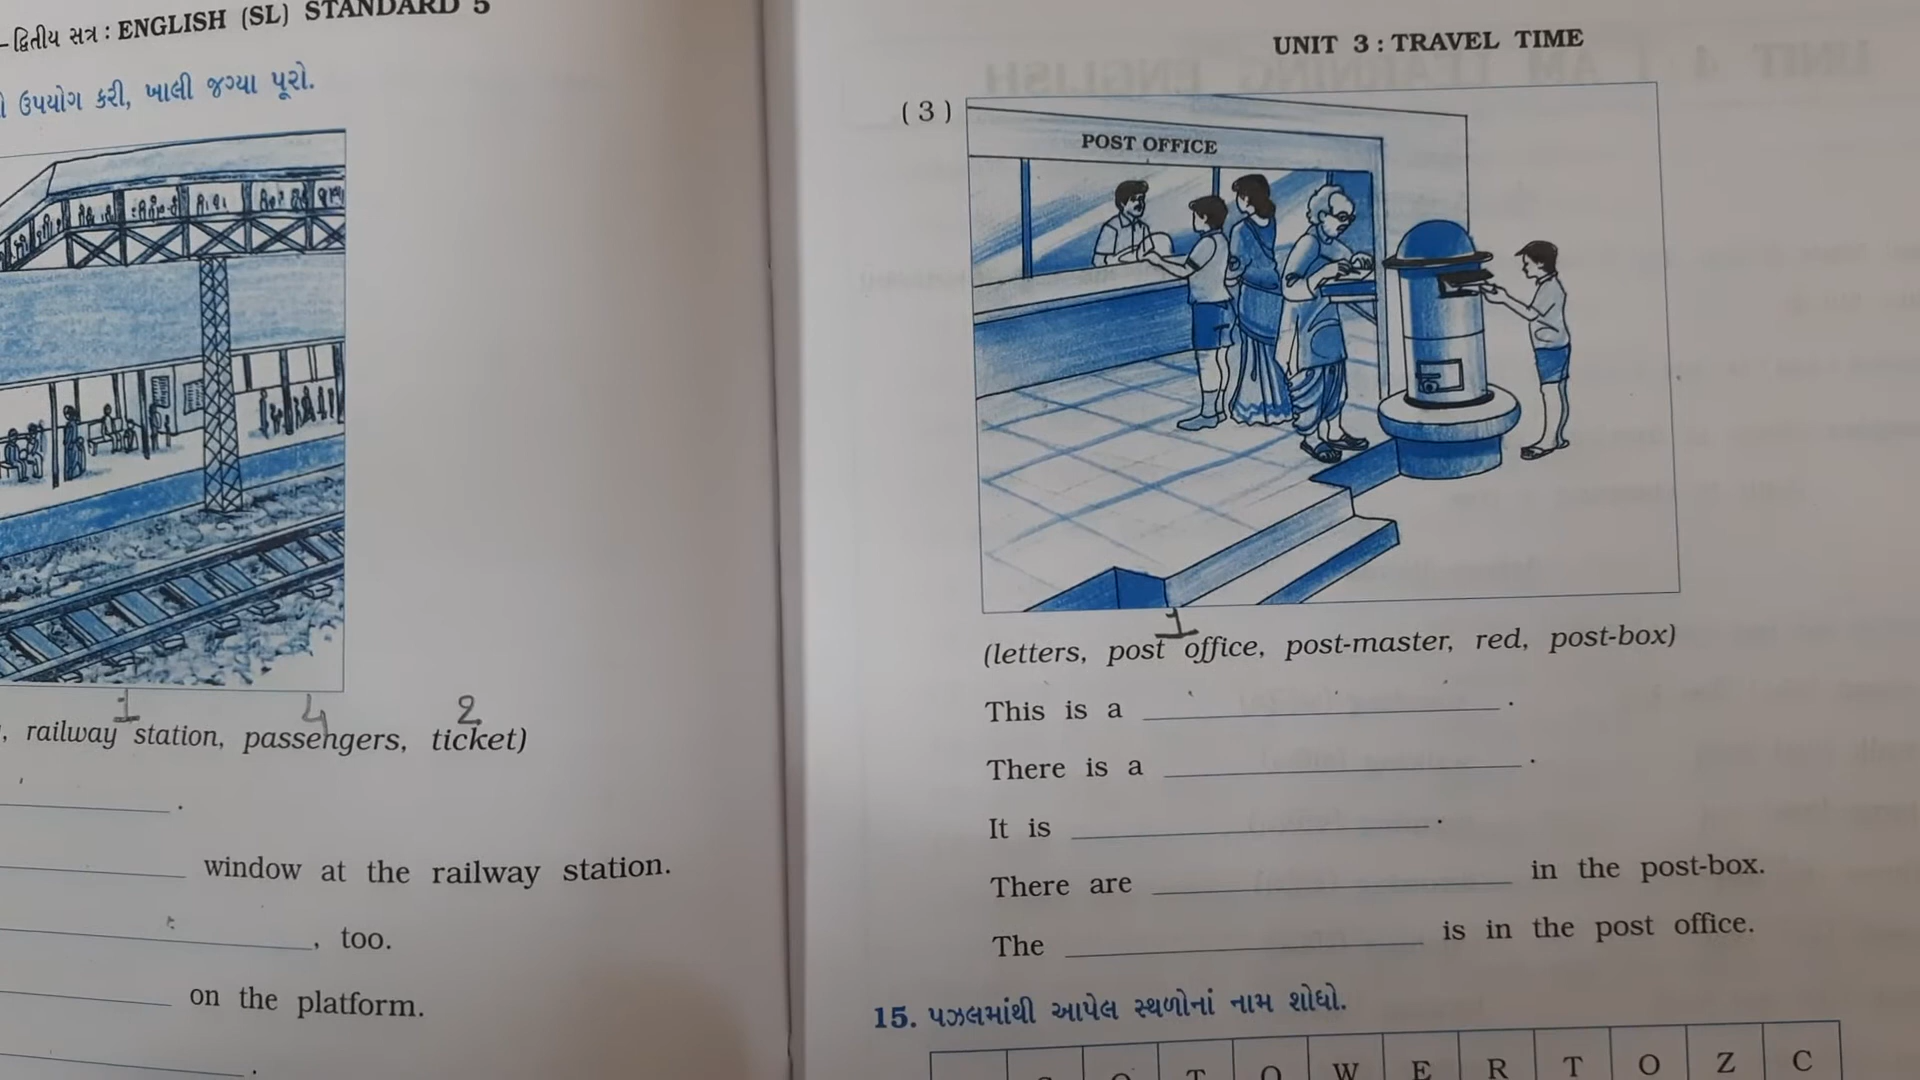 દ્વિતીય સત્ર : ENGLISH (SL) STANDARD 5
ઉપયોગ કરી, ખાલી જગ્યા પૂરો.
1 4 2
, railway station, passengers, ticket)
.
window at the railway station.
, too.
on the platform.
.
UNIT 3 : TRAVEL TIME
(3)
POST OFFICE
1
(letters, post office, post-master, red, post-box)
This is a .
There is a .
It is .
There are in the post-box.
The is in the post office.
15. પઝલમાંથી આપેલ સ્થળોનાં નામ શોધો.
O T O W E R T O Z C